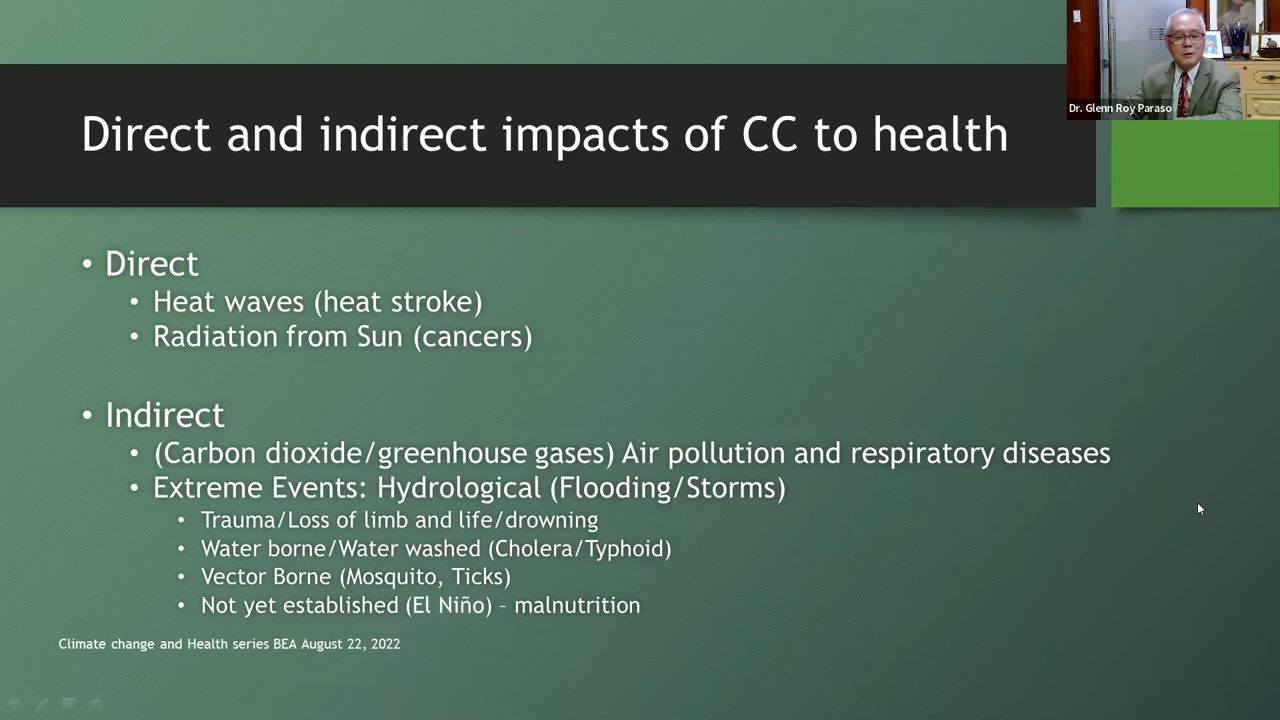 Dr. Glenn Roy Paraso
Direct and indirect impacts of CC to health
• Direct
• Heat waves (heat stroke)
• Radiation from Sun (cancers)
• Indirect
• (Carbon dioxide/greenhouse gases) Air pollution and respiratory diseases
• Extreme Events: Hydrological (Flooding/Storms)
• Trauma/Loss of limb and life/drowning
• Water borne/Water washed (Cholera/Typhoid)
• Vector Borne (Mosquito, Ticks)
• Not yet established (El Niño) – malnutrition
Climate change and Health series BEA August 22, 2022